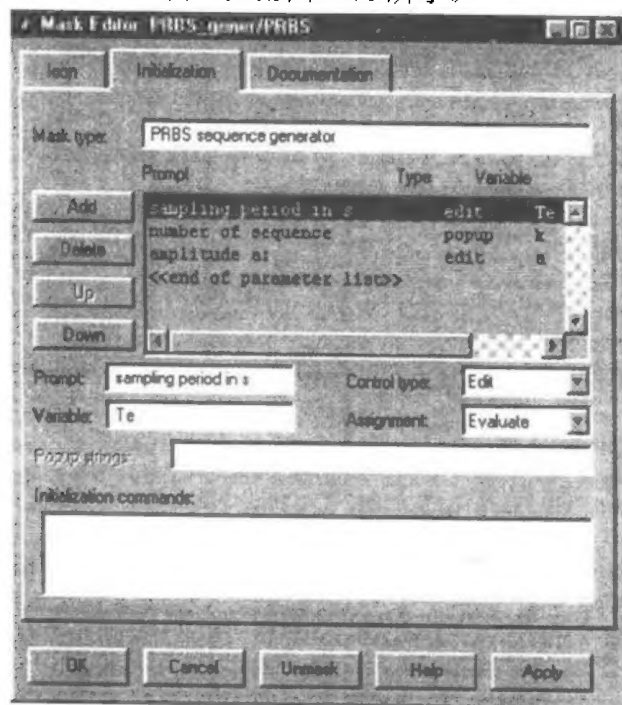 Mask Editor PRBS_gener/PRBS
Icon Initialization Documentation
Mask type: PRBS sequence generator
Prompt Type Variable
Add
Delete
Up
Down
sampling period in s edit Te
number of sequence popup k
amplitude a: edit a
<<end of parameter list>>
Prompt: sampling period in s Control type: Edit
Variable: Te Assignment: Evaluate
Popup strings:
Initialization commands:
OK Cancel Unmask Help Apply